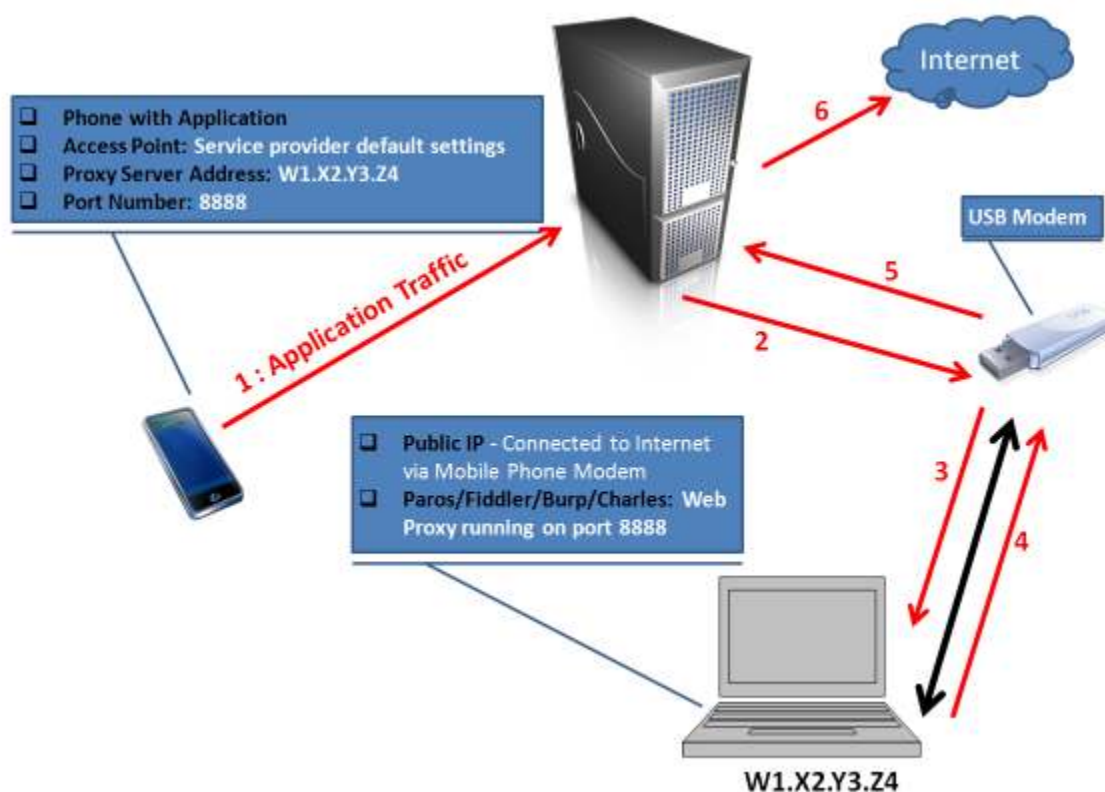 Internet
6
❑ Phone with Application
❑ Access Point: Service provider default settings
❑ Proxy Server Address: W1.X2.Y3.Z4
❑ Port Number: 8888
USB Modem
5
2
1 : Application Traffic
❑ Public IP - Connected to Internet
via Mobile Phone Modem
❑ Paros/Fiddler/Burp/Charles: Web
Proxy running on port 8888
3
4
W1.X2.Y3.Z4